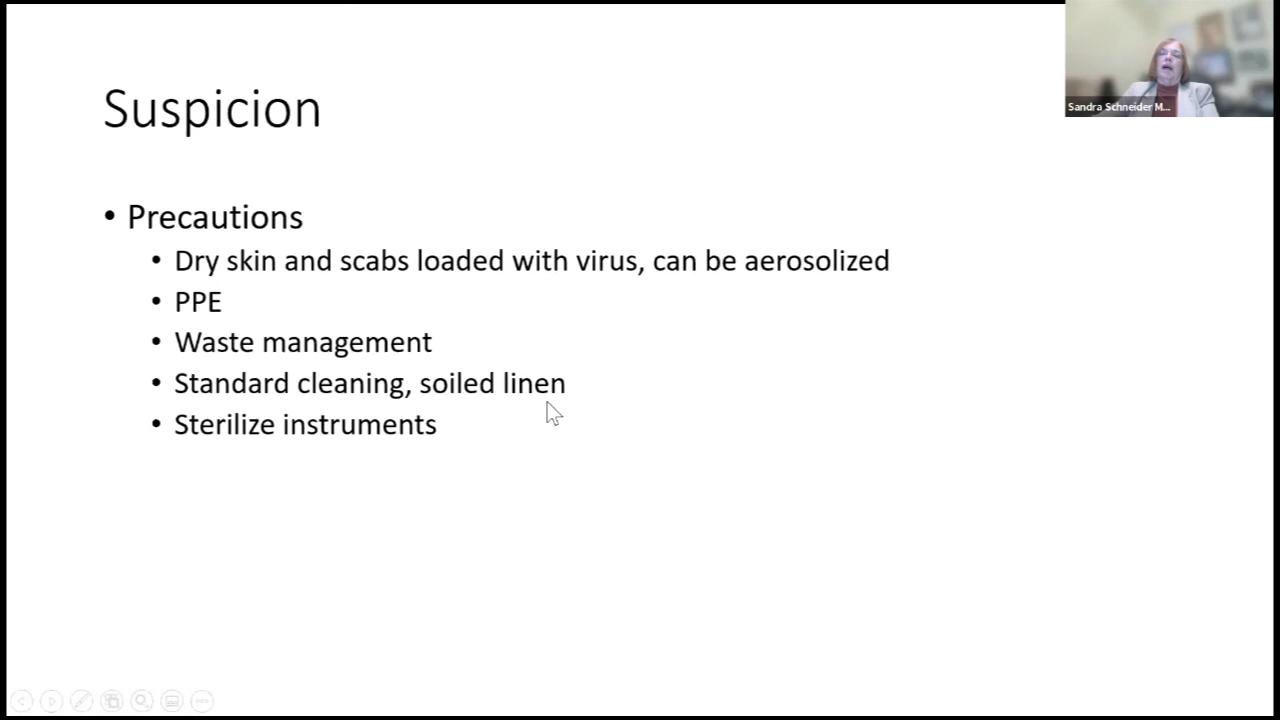 Suspicion
Sandra Schneider M...
• Precautions
• Dry skin and scabs loaded with virus, can be aerosolized
• PPE
• Waste management
• Standard cleaning, soiled linen
• Sterilize instruments